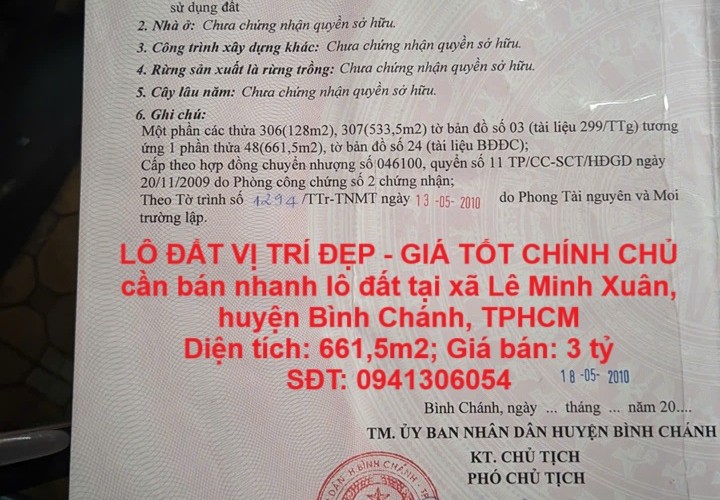 sử dụng đất
2. Nhà ở: Chưa chứng nhận quyền sở hữu.
3. Công trình xây dựng khác: Chưa chứng nhận quyền sở hữu.
4. Rừng sản xuất là rừng trồng: Chưa chứng nhận quyền sở hữu.
5. Cây lâu năm: Chưa chứng nhận quyền sở hữu.
6. Ghi chú:
Một phần các thửa 306(128m2), 307(533,5m2) tờ bản đồ số 03 (tài liệu 299/TTg) tương
ứng 1 phần thửa 48(661,5m2), tờ bản đồ số 24 (tài liệu BĐĐC);
Cấp theo hợp đồng chuyển nhượng số 046100, quyển số 11 TP/CC-SCT/HĐGD ngày
20/11/2009 do Phòng công chứng số 2 chứng nhận;
Theo Tờ trình số 1294/TTr-TNMT ngày 13-05-2010 do Phong Tài nguyên và Moi
trường lập.
LÔ ĐẤT VỊ TRÍ ĐẸP - GIÁ TỐT CHÍNH CHỦ
cần bán nhanh lô đất tại xã Lê Minh Xuân,
huyện Bình Chánh, TPHCM
Diện tích: 661,5m2; Giá bán: 3 tỷ
SĐT: 0941306054
18-05-2010
Bình Chánh, ngày ... tháng ... năm 20....
TM. ỦY BAN NHÂN DÂN HUYỆN BÌNH CHÁNH
KT. CHỦ TỊCH
PHÓ CHỦ TỊCH
DÂN H BÌNH CHÁNH